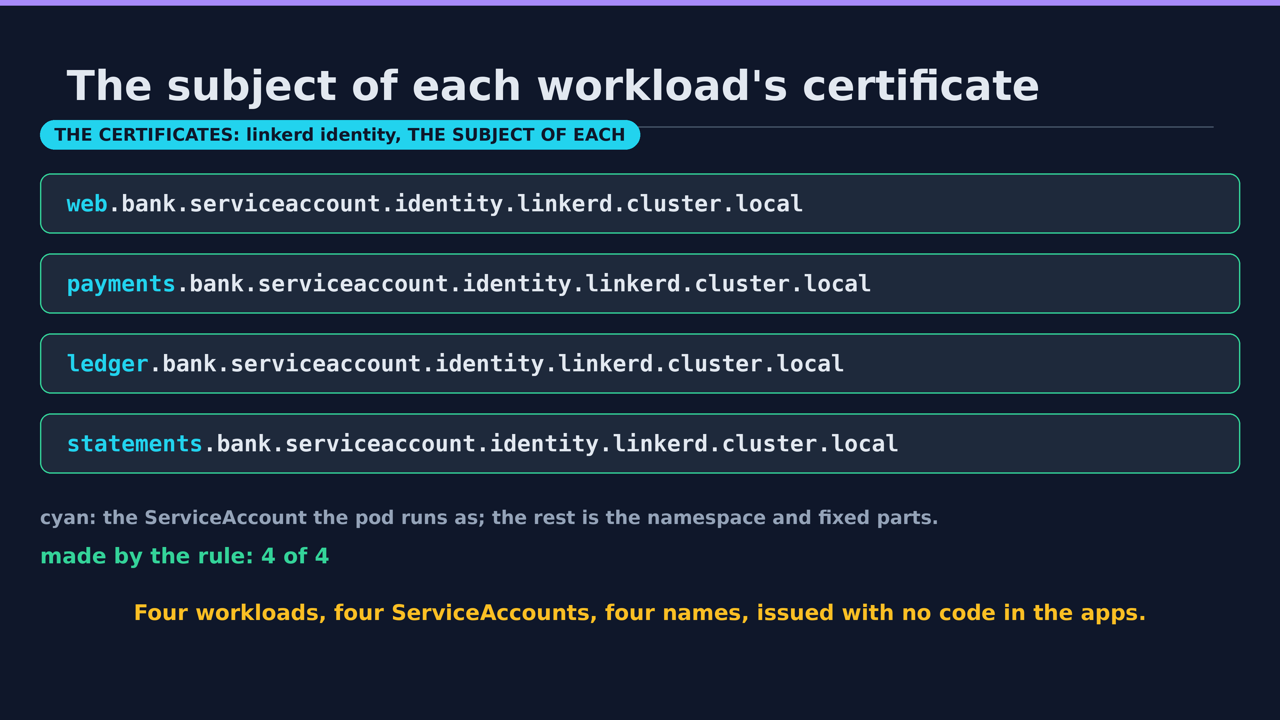 The subject of each workload's certificate
THE CERTIFICATES: linkerd identity, THE SUBJECT OF EACH
web.bank.serviceaccount.identity.linkerd.cluster.local
payments.bank.serviceaccount.identity.linkerd.cluster.local
ledger.bank.serviceaccount.identity.linkerd.cluster.local
statements.bank.serviceaccount.identity.linkerd.cluster.local
cyan: the ServiceAccount the pod runs as; the rest is the namespace and fixed parts.
made by the rule: 4 of 4
Four workloads, four ServiceAccounts, four names, issued with no code in the apps.